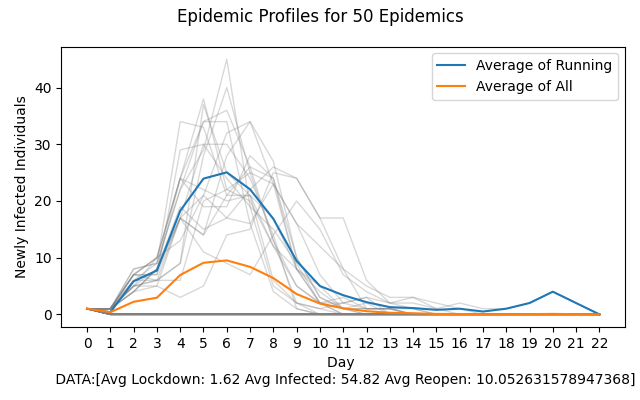 Epidemic Profiles for 50 Epidemics
Average of Running
Average of All
Newly Infected Individuals
40
30
20
10
0
0 1 2 3 4 5 6 7 8 9 10 11 12 13 14 15 16 17 18 19 20 21 22
Day
DATA:[Avg Lockdown: 1.62 Avg Infected: 54.82 Avg Reopen: 10.052631578947368]